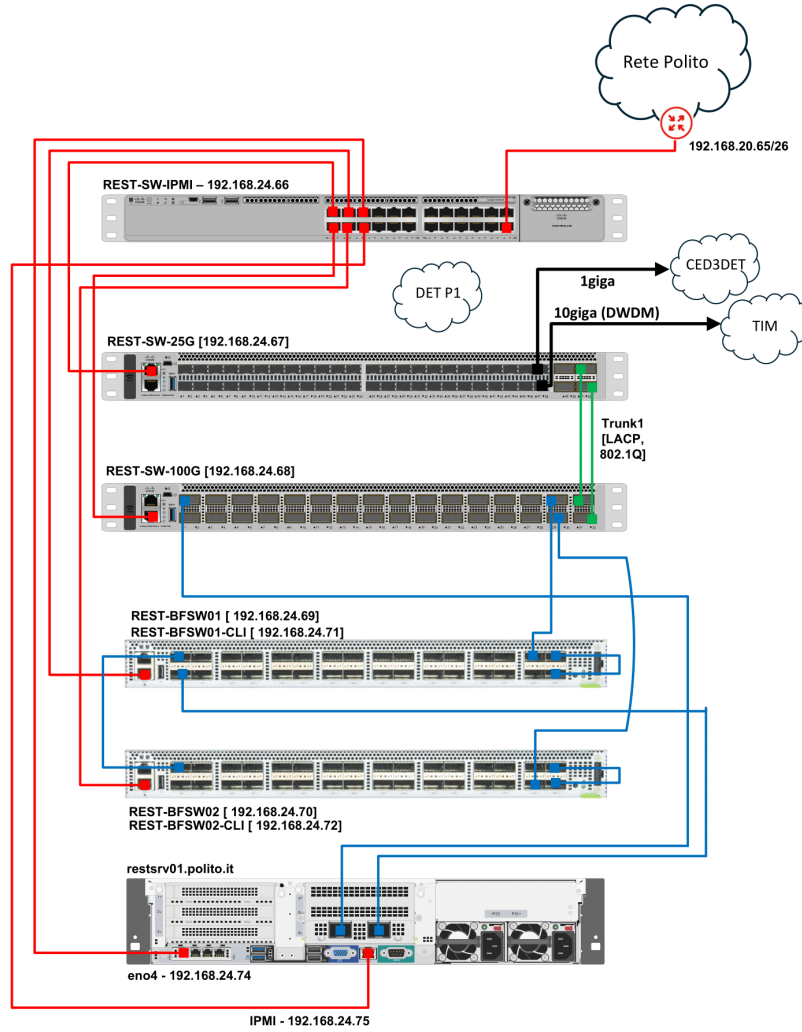 Rete Polito
192.168.20.65/26
REST-SW-IPMI – 192.168.24.66
CED3DET
1giga
DET P1
10giga (DWDM)
TIM
REST-SW-25G [192.168.24.67]
Trunk1
[LACP,
802.1Q]
REST-SW-100G [192.168.24.68]
REST-BFSW01 [ 192.168.24.69]
REST-BFSW01-CLI [ 192.168.24.71]
REST-BFSW02 [ 192.168.24.70]
REST-BFSW02-CLI [ 192.168.24.72]
restsrv01.polito.it
eno4 - 192.168.24.74
IPMI - 192.168.24.75